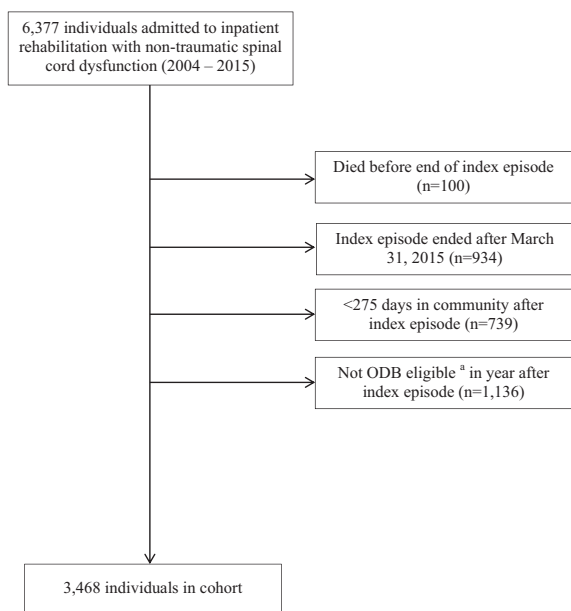 6,377 individuals admitted to inpatient
rehabilitation with non-traumatic spinal
cord dysfunction (2004 – 2015)
Died before end of index episode
(n=100)
Index episode ended after March
31, 2015 (n=934)
<275 days in community after
index episode (n=739)
Not ODB eligible a in year after
index episode (n=1,136)
3,468 individuals in cohort